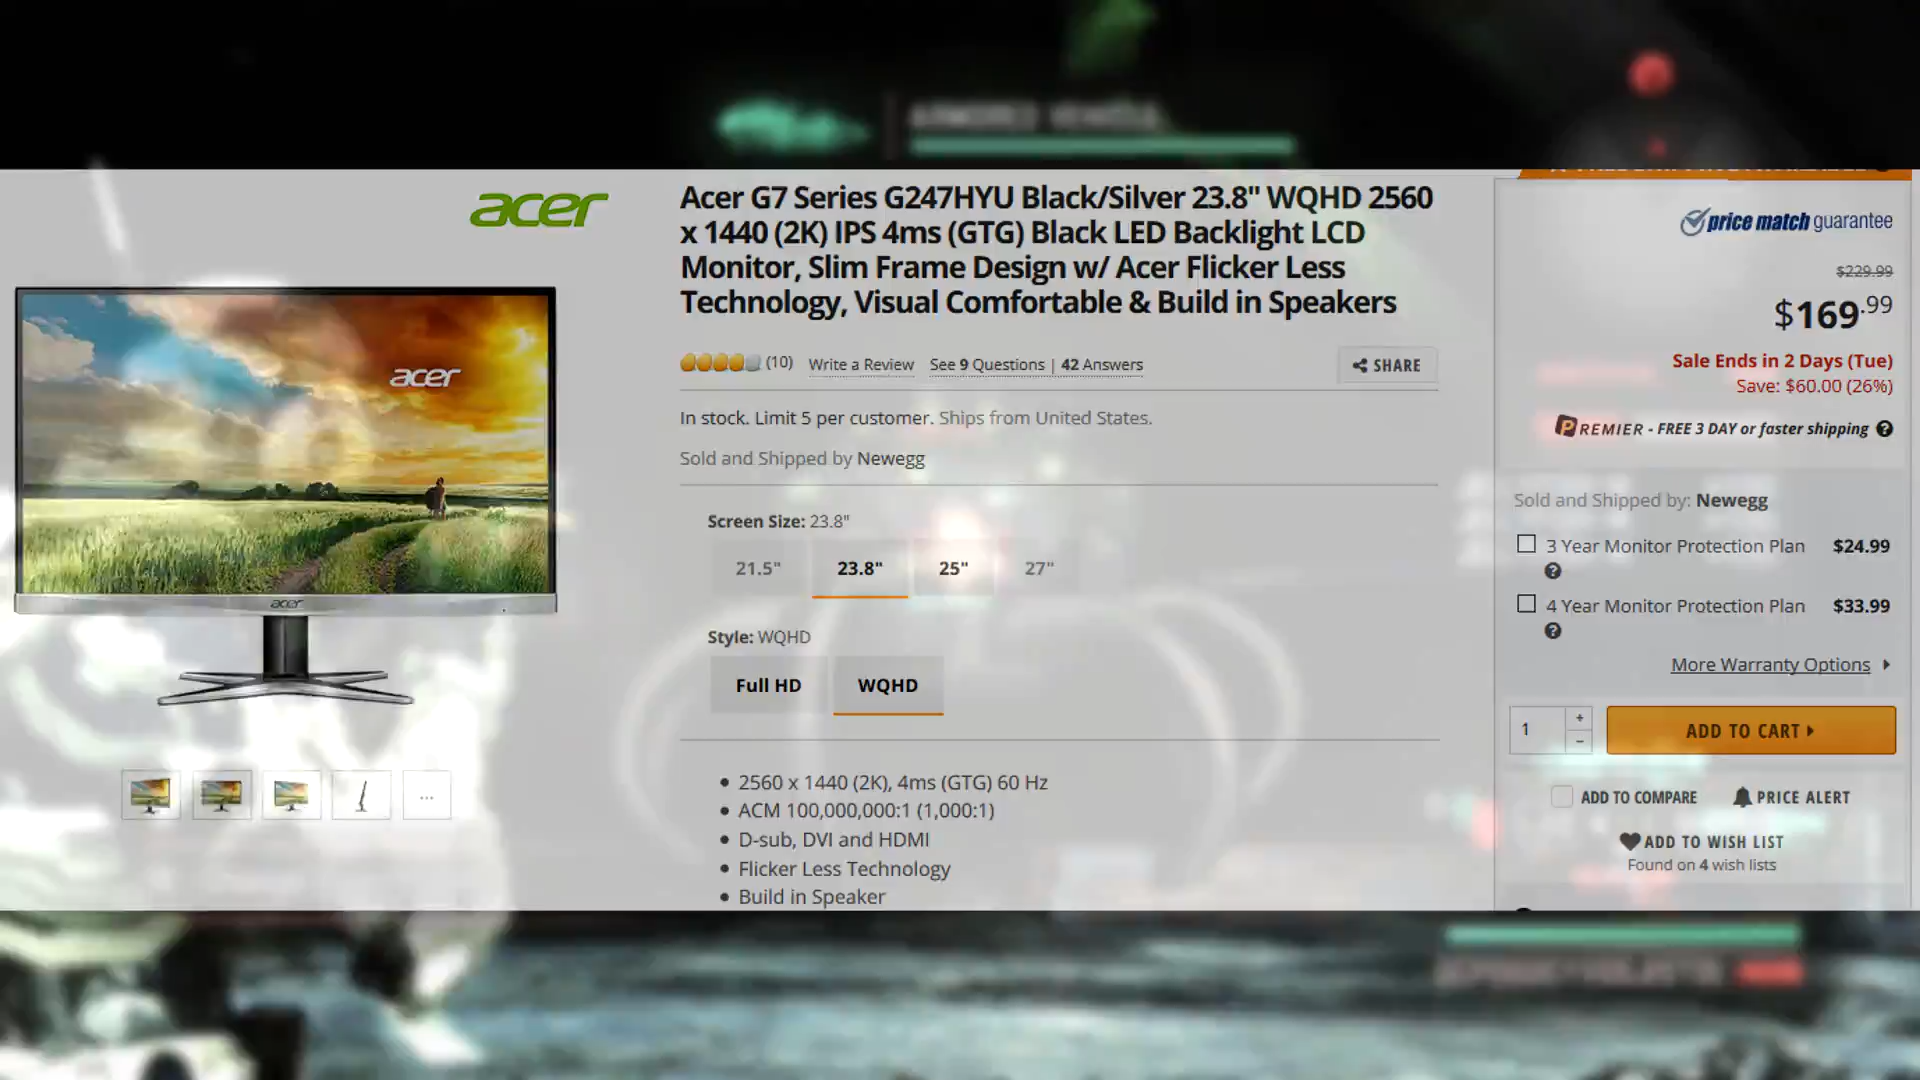 ARMORED VEHICLE
acer
Acer G7 Series G247HYU Black/Silver 23.8" WQHD 2560
x 1440 (2K) IPS 4ms (GTG) Black LED Backlight LCD
Monitor, Slim Frame Design w/ Acer Flicker Less
Technology, Visual Comfortable & Build in Speakers
(10) Write a Review See 9 Questions | 42 Answers
SHARE
In stock. Limit 5 per customer. Ships from United States.
Sold and Shipped by Newegg
Screen Size: 23.8"
21.5" 23.8" 25" 27"
Style: WQHD
Full HD WQHD
2560 x 1440 (2K), 4ms (GTG) 60 Hz
ACM 100,000,000:1 (1,000:1)
D-sub, DVI and HDMI
Flicker Less Technology
Build in Speaker
acer
acer
...
price match guarantee
$229.99
$169.99
Sale Ends in 2 Days (Tue)
Save: $60.00 (26%)
PREMIER - FREE 3 DAY or faster shipping ?
Sold and Shipped by: Newegg
3 Year Monitor Protection Plan $24.99
?
4 Year Monitor Protection Plan $33.99
?
More Warranty Options
1 + -
ADD TO CART
ADD TO COMPARE PRICE ALERT
ADD TO WISH LIST
Found on 4 wish lists